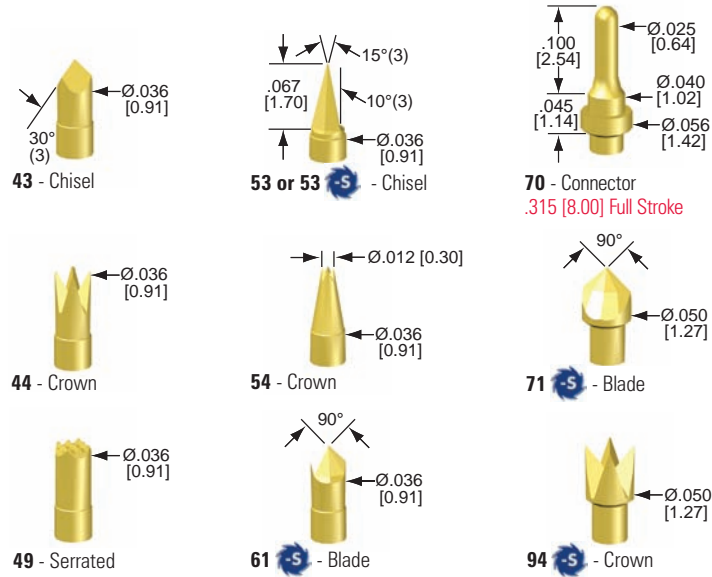 Ø.036
[0.91]
30°
(3)
43 - Chisel
15°(3)
.067
[1.70]
10°(3)
Ø.036
[0.91]
53 or 53 -S - Chisel
.100
[2.54]
Ø.025
[0.64]
.045
[1.14]
Ø.040
[1.02]
Ø.056
[1.42]
70 - Connector
.315 [8.00] Full Stroke
Ø.036
[0.91]
44 - Crown
Ø.012 [0.30]
Ø.036
[0.91]
54 - Crown
90°
Ø.050
[1.27]
71 -S - Blade
Ø.036
[0.91]
49 - Serrated
90°
Ø.036
[0.91]
61 -S - Blade
Ø.050
[1.27]
94 -S - Crown